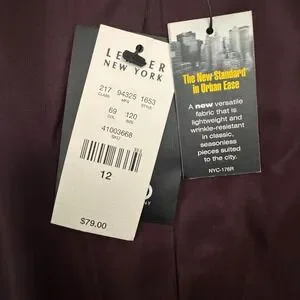 NEW YORK
217 94325 1653
CLASS MFG STYLE
69 120
COL SIZE
41003668
SKU
12
$79.00
The New Standard
in Urban Ease
A new versatile
fabric that is
lightweight and
wrinkle-resistant
in classic,
seasonless
pieces suited
to the city.
NYC-176R